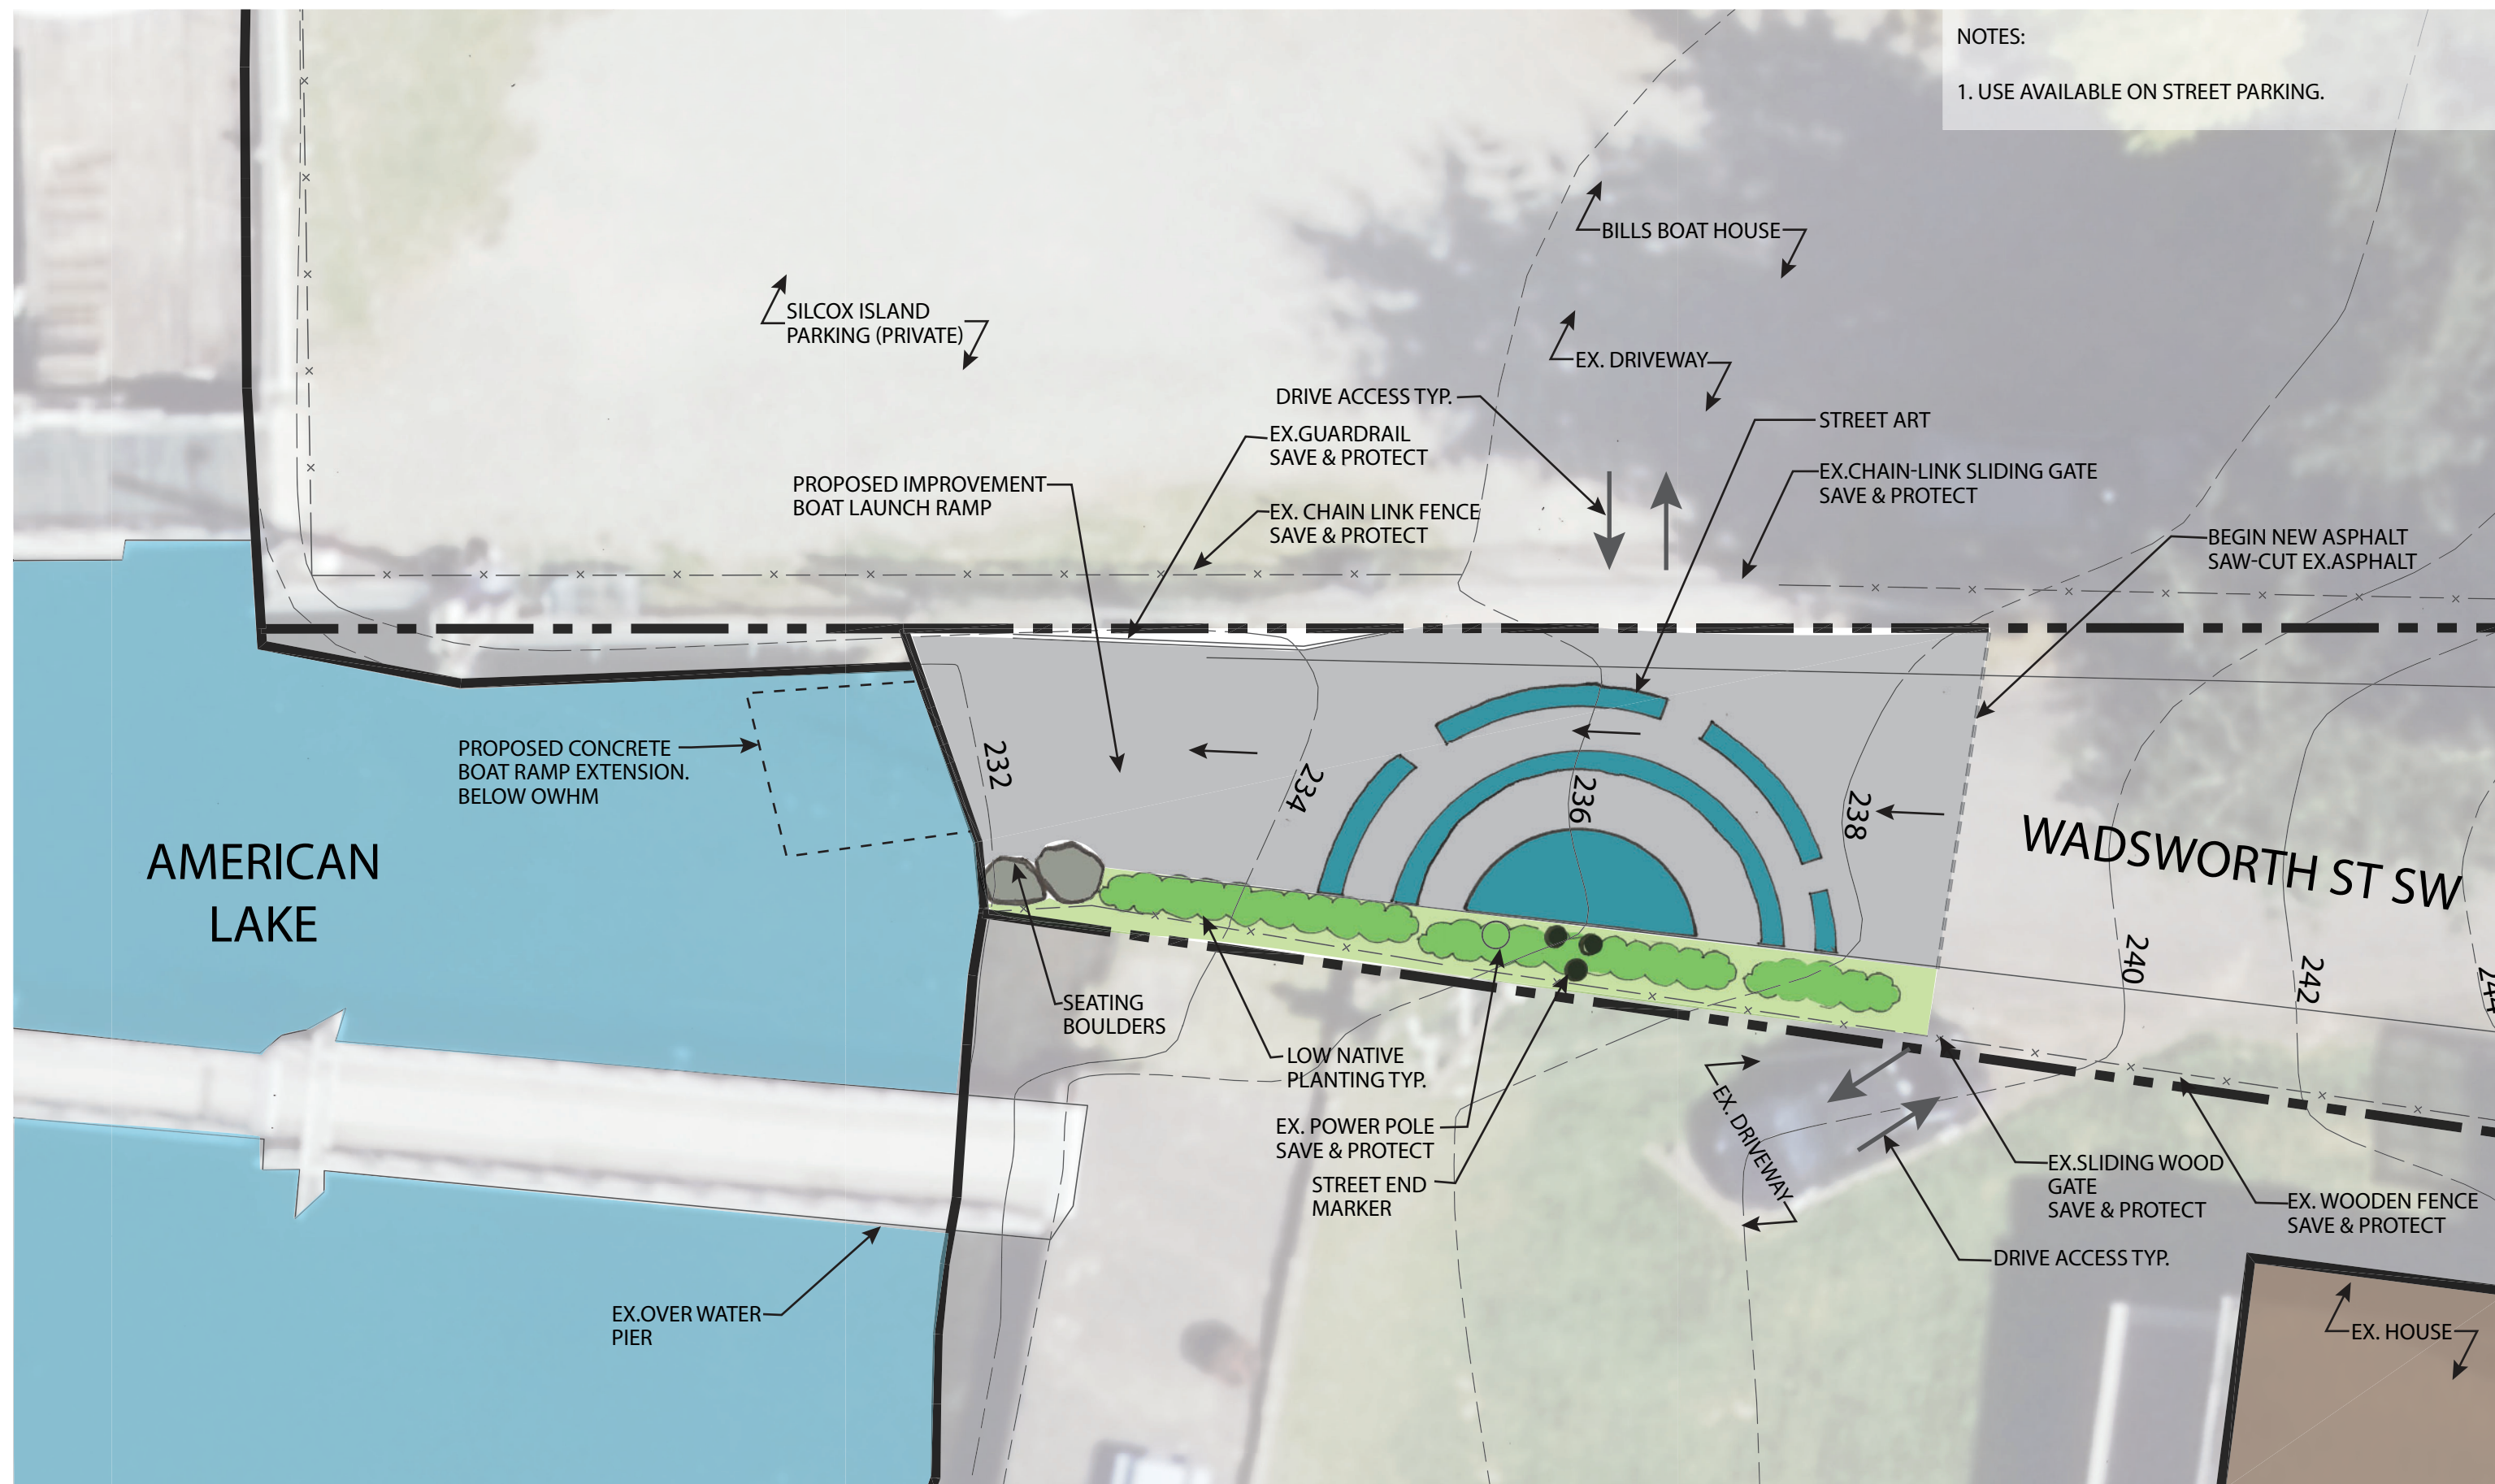 NOTES:
1. USE AVAILABLE ON STREET PARKING.
BILLS BOAT HOUSE
SILCOX ISLAND
PARKING (PRIVATE)
EX. DRIVEWAY
DRIVE ACCESS TYP.
STREET ART
EX.GUARDRAIL
SAVE & PROTECT
EX.CHAIN-LINK SLIDING GATE
SAVE & PROTECT
PROPOSED IMPROVEMENT
BOAT LAUNCH RAMP
EX. CHAIN LINK FENCE
SAVE & PROTECT
BEGIN NEW ASPHALT
SAW-CUT EX.ASPHALT
PROPOSED CONCRETE
BOAT RAMP EXTENSION.
BELOW OWHM
232
234
236
238
WADSWORTH ST SW
AMERICAN
LAKE
240
242
244
SEATING
BOULDERS
LOW NATIVE
PLANTING TYP.
EX. POWER POLE
SAVE & PROTECT
STREET END
MARKER
EX. DRIVEWAY
EX.SLIDING WOOD
GATE
SAVE & PROTECT
EX. WOODEN FENCE
SAVE & PROTECT
DRIVE ACCESS TYP.
EX.OVER WATER
PIER
EX. HOUSE